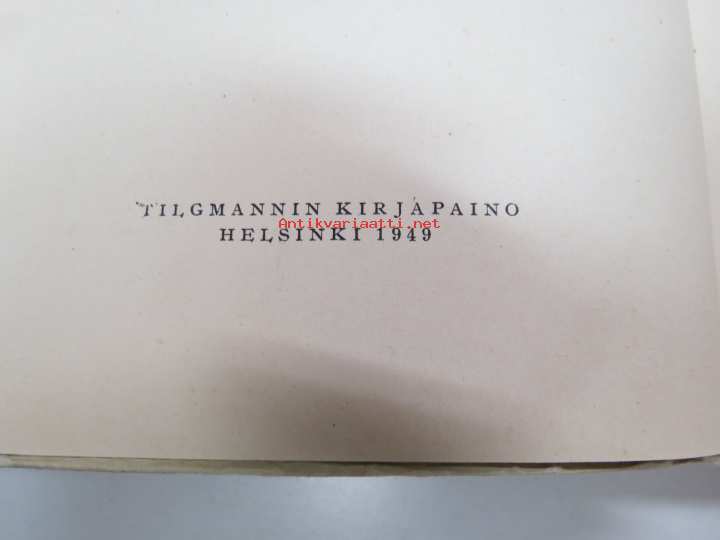 TILGMANNIN KIRJAPAINO
Antikvariaatti.net
HELSINKI 1949